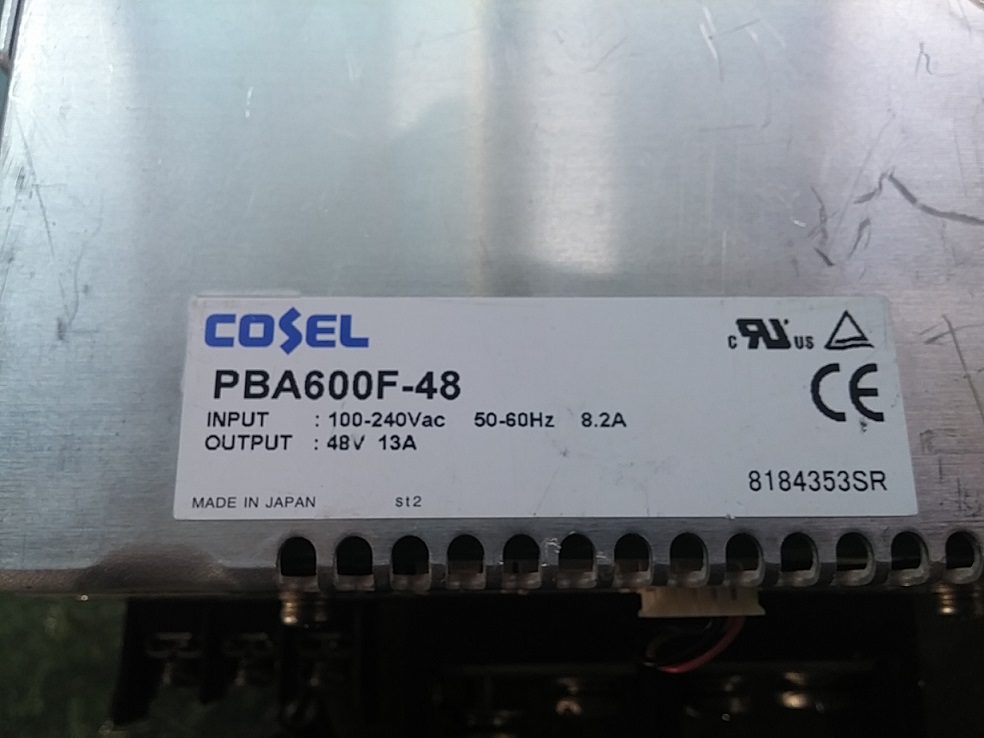 COSEL
c RU US
PBA600F-48
CE
INPUT : 100-240Vac 50-60Hz 8.2A
OUTPUT : 48V 13A
8184353SR
MADE IN JAPAN st2